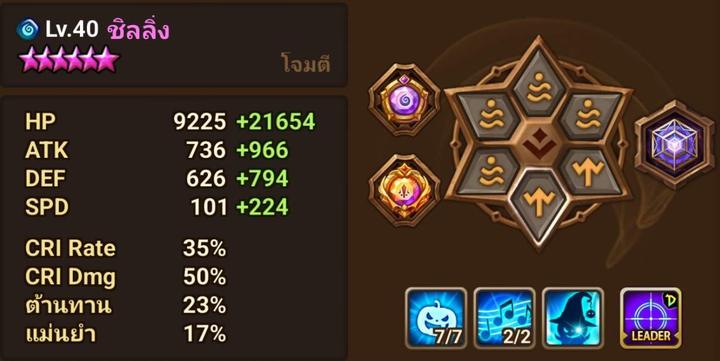 Lv.40 ชิลลิ่ง
โจมตี
HP 9225 +21654
ATK 736 +966
DEF 626 +794
SPD 101 +224
CRI Rate 35%
CRI Dmg 50%
ต้านทาน 23%
แม่นยำ 17%
7/7 2/2 D
LEADER